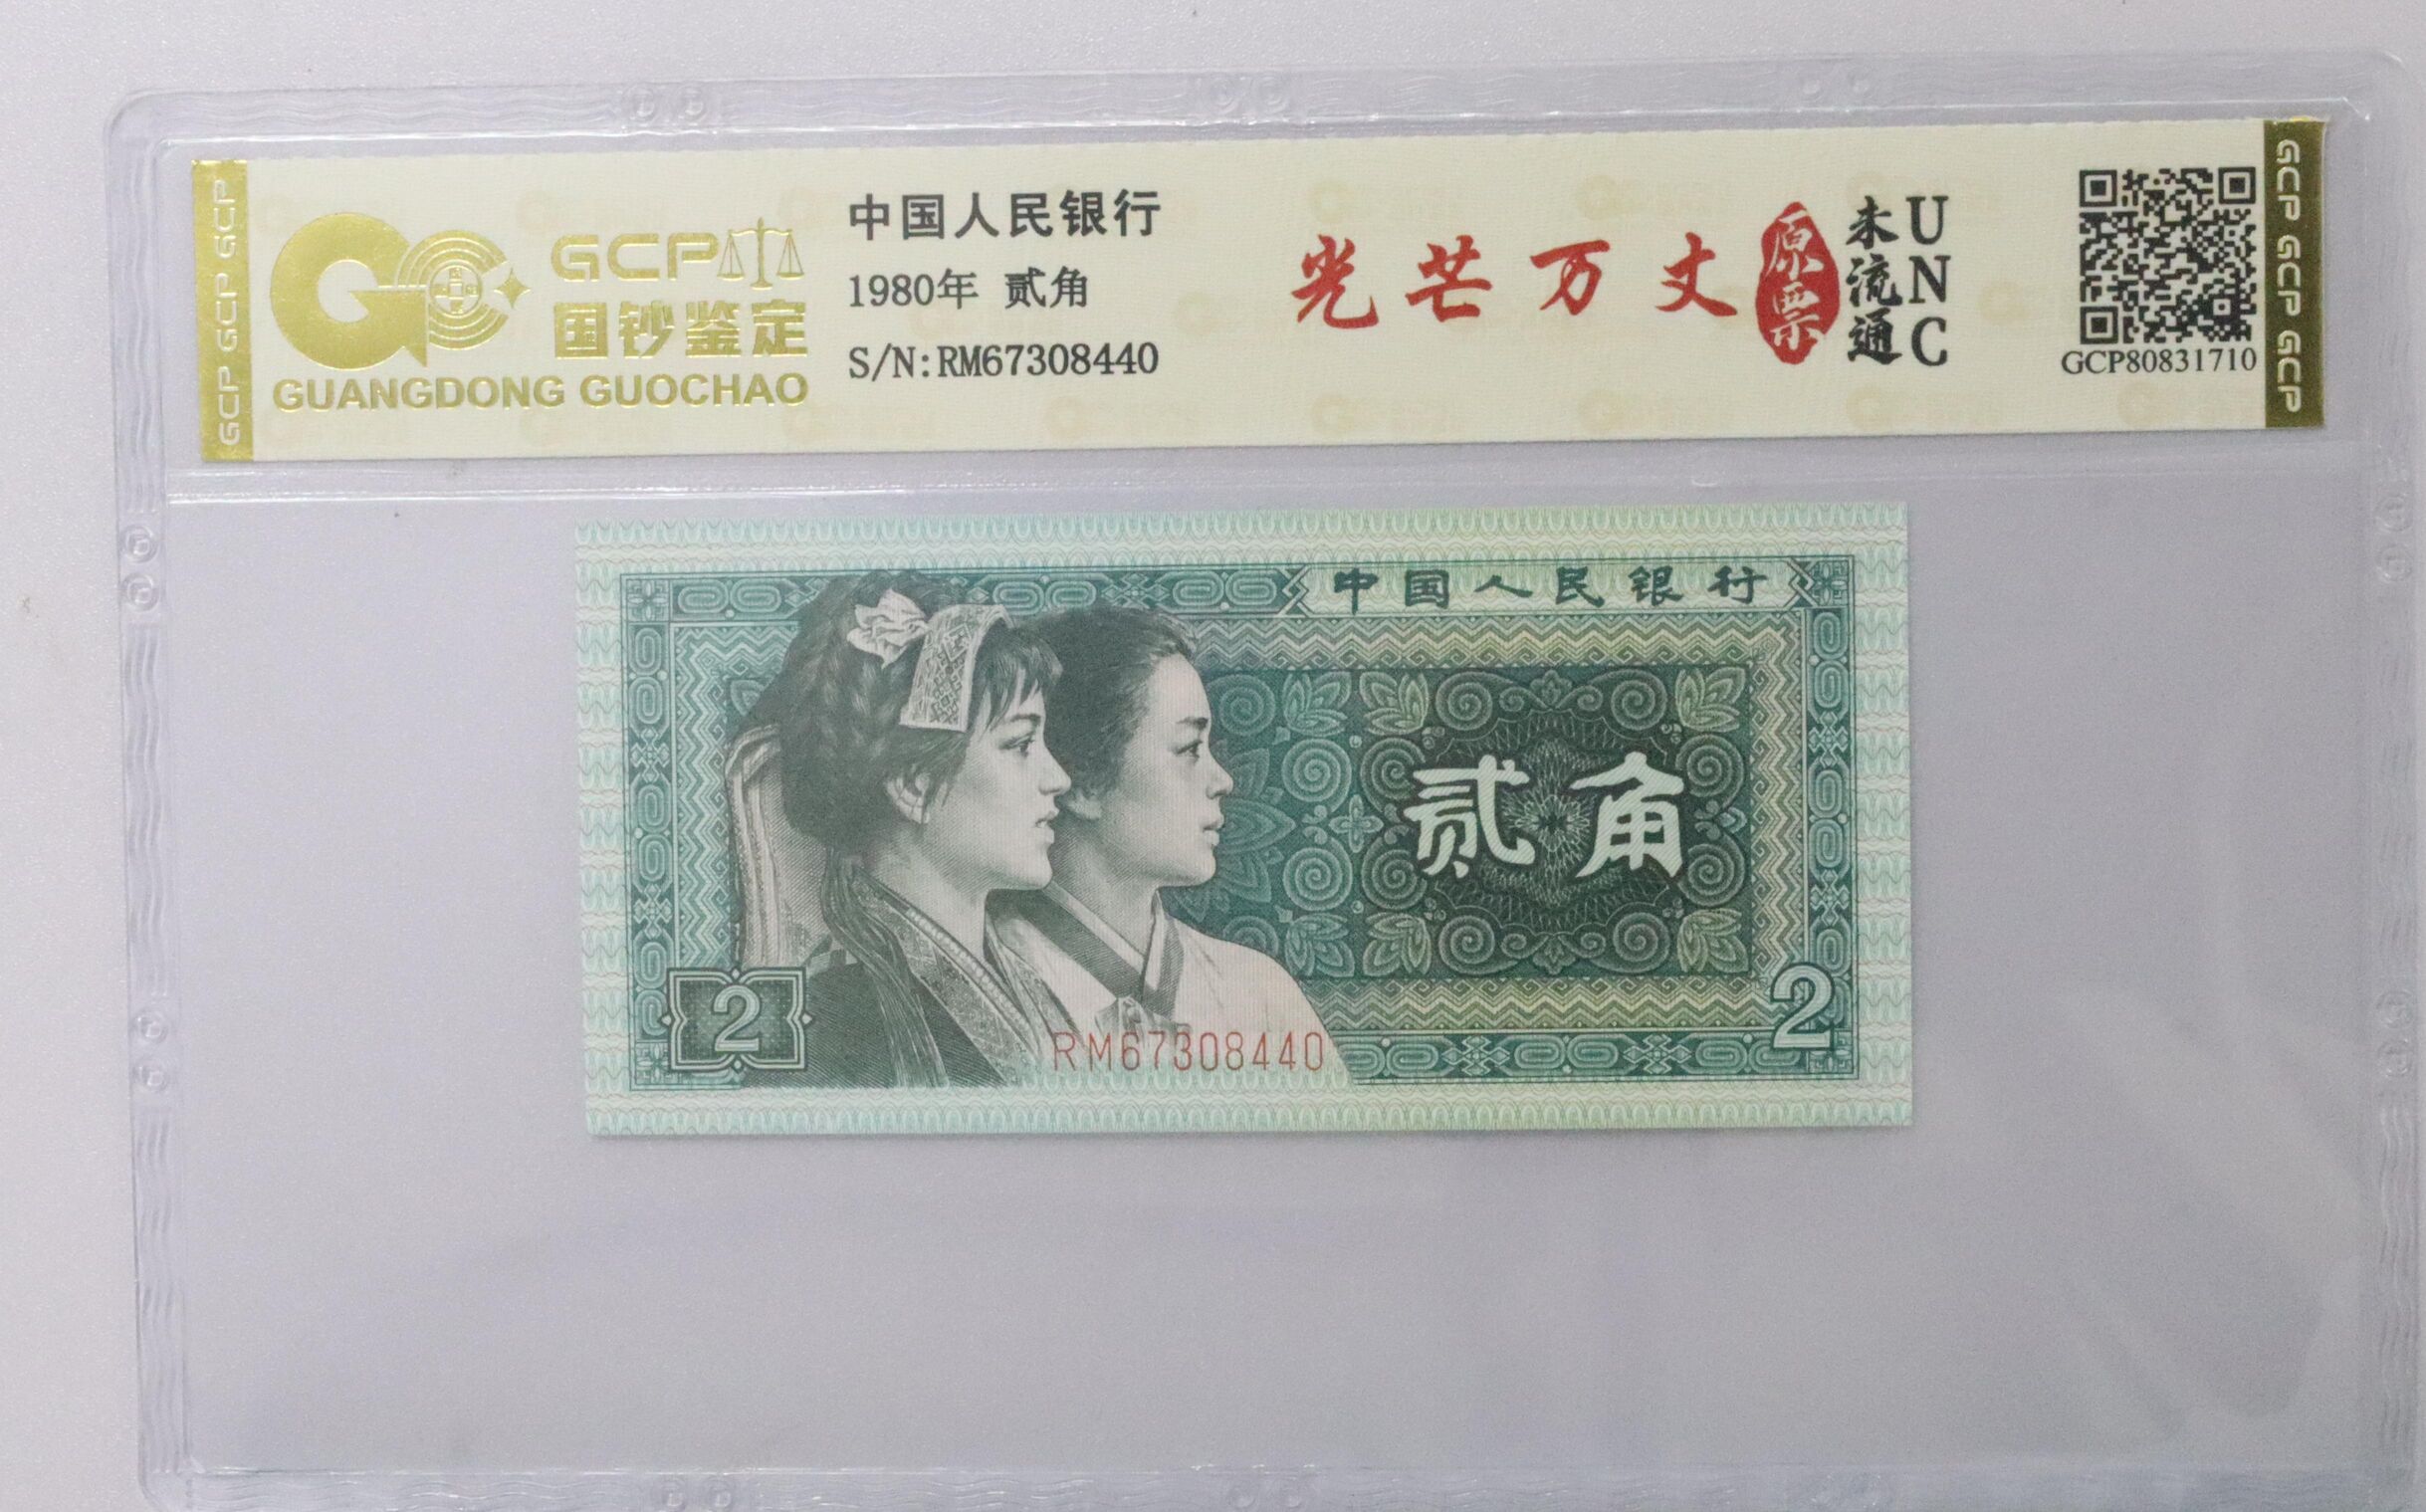 GCP GCP GCP
GCP
国钞鉴定
GUANGDONG GUOCHAO
中国人民银行
1980年 贰角
S/N:RM67308440
光芒万丈
原票
未流通
UNC
GCP80831710
GCP GCP GCP
中国人民银行
贰角
2
2
RM67308440